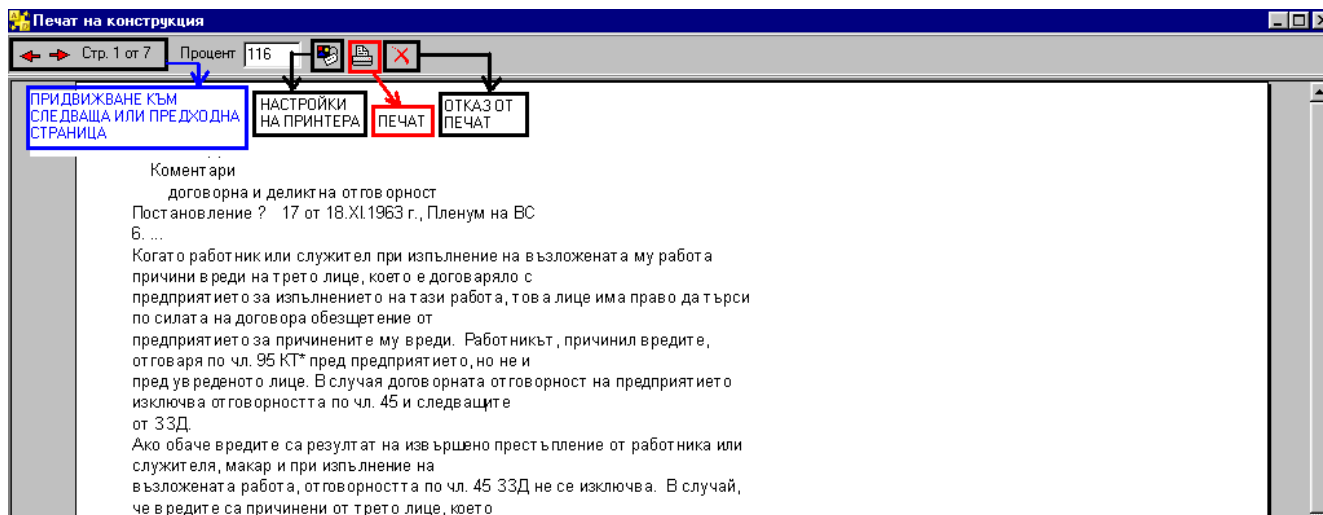 Печат на конструкция
Стр. 1 от 7 Процент 116
ПРИДВИЖВАНЕ КЪМ
СЛЕДВАЩА ИЛИ ПРЕДХОДНА
СТРАНИЦА
НАСТРОЙКИ
НА ПРИНТЕРА
ПЕЧАТ
ОТКАЗ ОТ
ПЕЧАТ
Коментари
договорна и деликтна отговорност
Постановление ? 17 от 18.XI.1963 г., Пленум на ВС
6. ...
Когато работник или служител при изпълнение на възложената му работа
причини вреди на трето лице, което е договаряло с
предприятието за изпълнението на тази работа, това лице има право да търси
по силата на договора обезщетение от
предприятието за причинените му вреди. Работникът, причинил вредите,
отговаря по чл. 95 КТ* пред предприятието, но не и
пред увреденото лице. В случая договорната отговорност на предприятието
изключва отговорността по чл. 45 и следващите
от ЗЗД.
Ако обаче вредите са резултат на извършено престъпление от работника или
служителя, макар и при изпълнение на
възложената работа, отговорността по чл. 45 ЗЗД не се изключва. В случай,
че вредите са причинени от трето лице, което